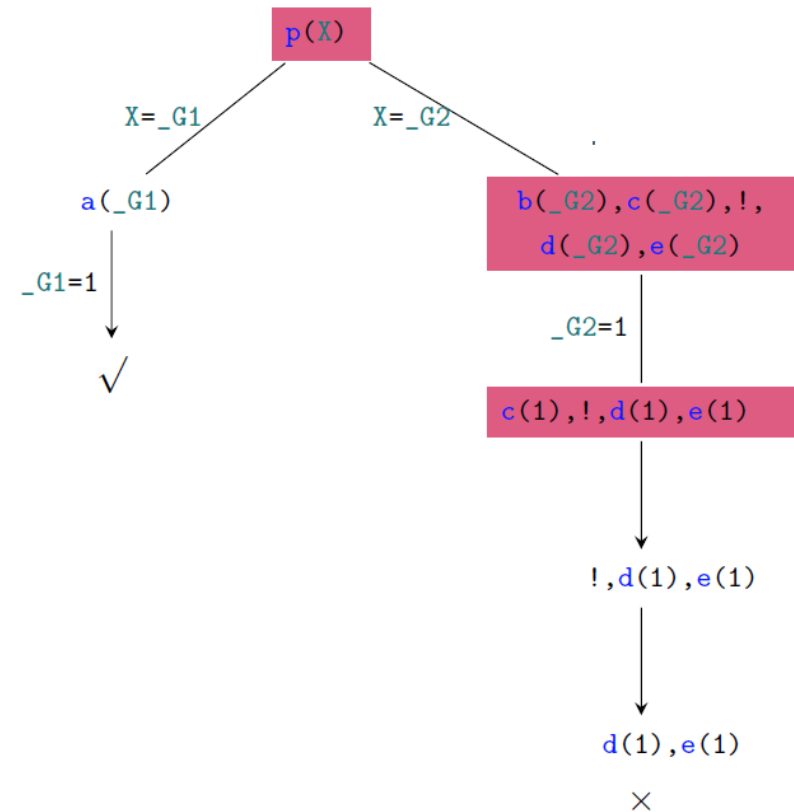 p(X)
X=_G1
X=_G2
a(_G1)
b(_G2),c(_G2),!,
d(_G2),e(_G2)
_G1=1
_G2=1
√
c(1),!,d(1),e(1)
!,d(1),e(1)
d(1),e(1)
×